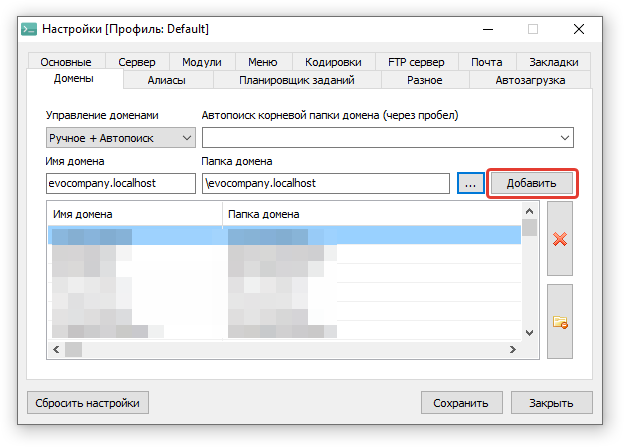 Настройки [Профиль: Default]
Основные Сервер Модули Меню Кодировки FTP сервер Почта Закладки
Домены Алиасы Планировщик заданий Разное Автозагрузка
Управление доменами Автопоиск корневой папки домена (через пробел)
Ручное + Автопоиск
Имя домена Папка домена
evocompany.localhost \evocompany.localhost ... Добавить
Имя домена Папка домена
Сбросить настройки Сохранить Закрыть